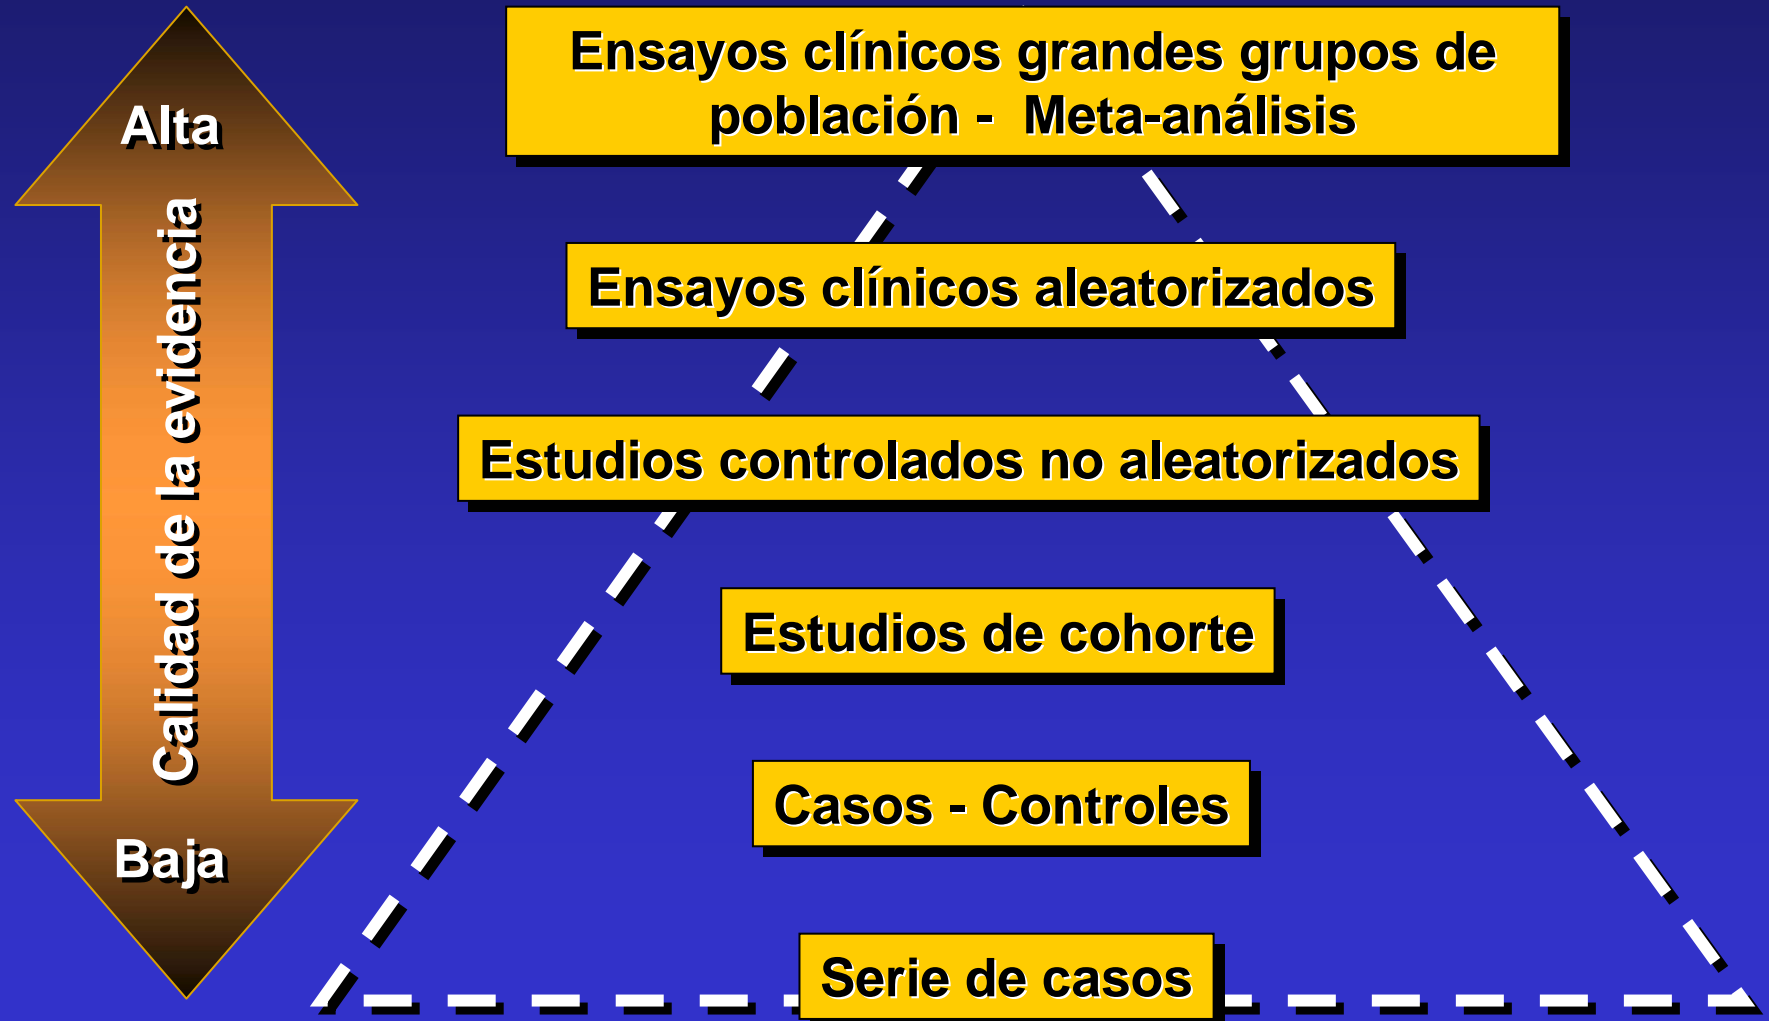 Alta
Calidad de la evidencia
Baja
Ensayos clínicos grandes grupos de
población - Meta-análisis
Ensayos clínicos aleatorizados
Estudios controlados no aleatorizados
Estudios de cohorte
Casos - Controles
Serie de casos